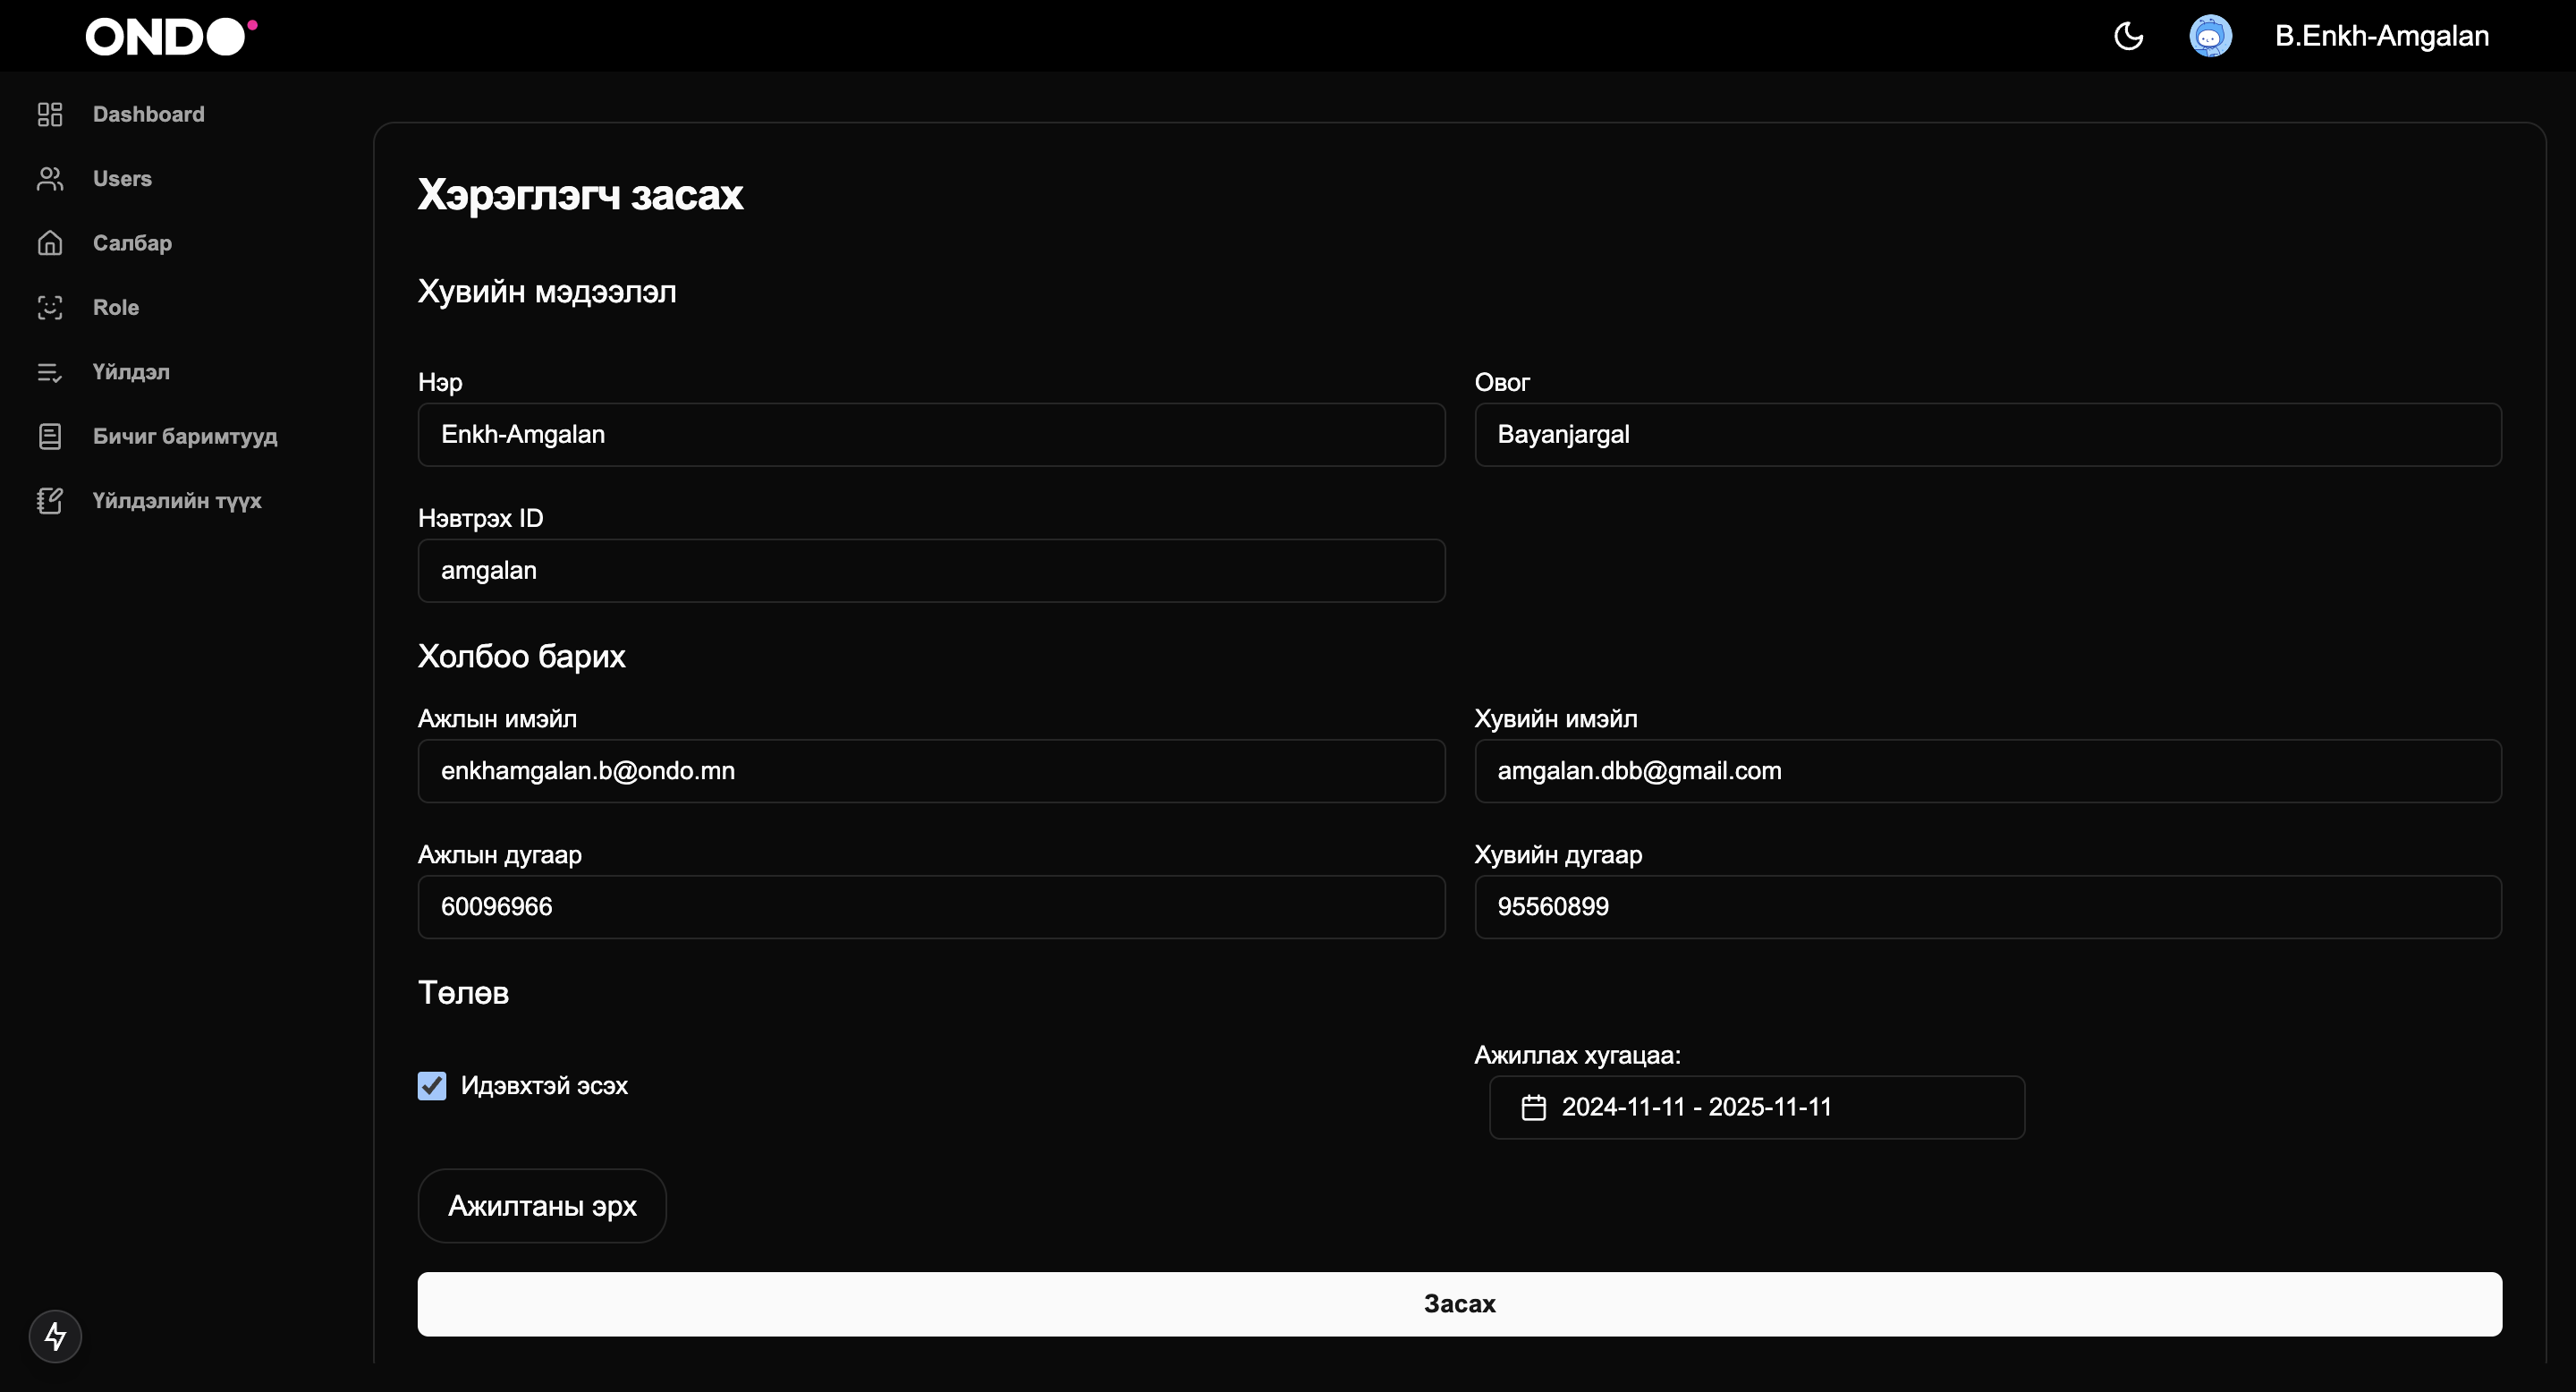 ONDO
B.Enkh-Amgalan
Dashboard
Users
Салбар
Role
Үйлдэл
Бичиг баримтууд
Үйлдэлийн түүх
Хэрэглэгч засах
Хувийн мэдээлэл
Нэр
Овог
Enkh-Amgalan
Bayanjargal
Нэвтрэх ID
amgalan
Холбоо барих
Ажлын имэйл
Хувийн имэйл
enkhamgalan.b@ondo.mn
amgalan.dbb@gmail.com
Ажлын дугаар
Хувийн дугаар
60096966
95560899
Төлөв
Ажиллах хугацаа:
Идэвхтэй эсэх
2024-11-11 - 2025-11-11
Ажилтаны эрх
Засах